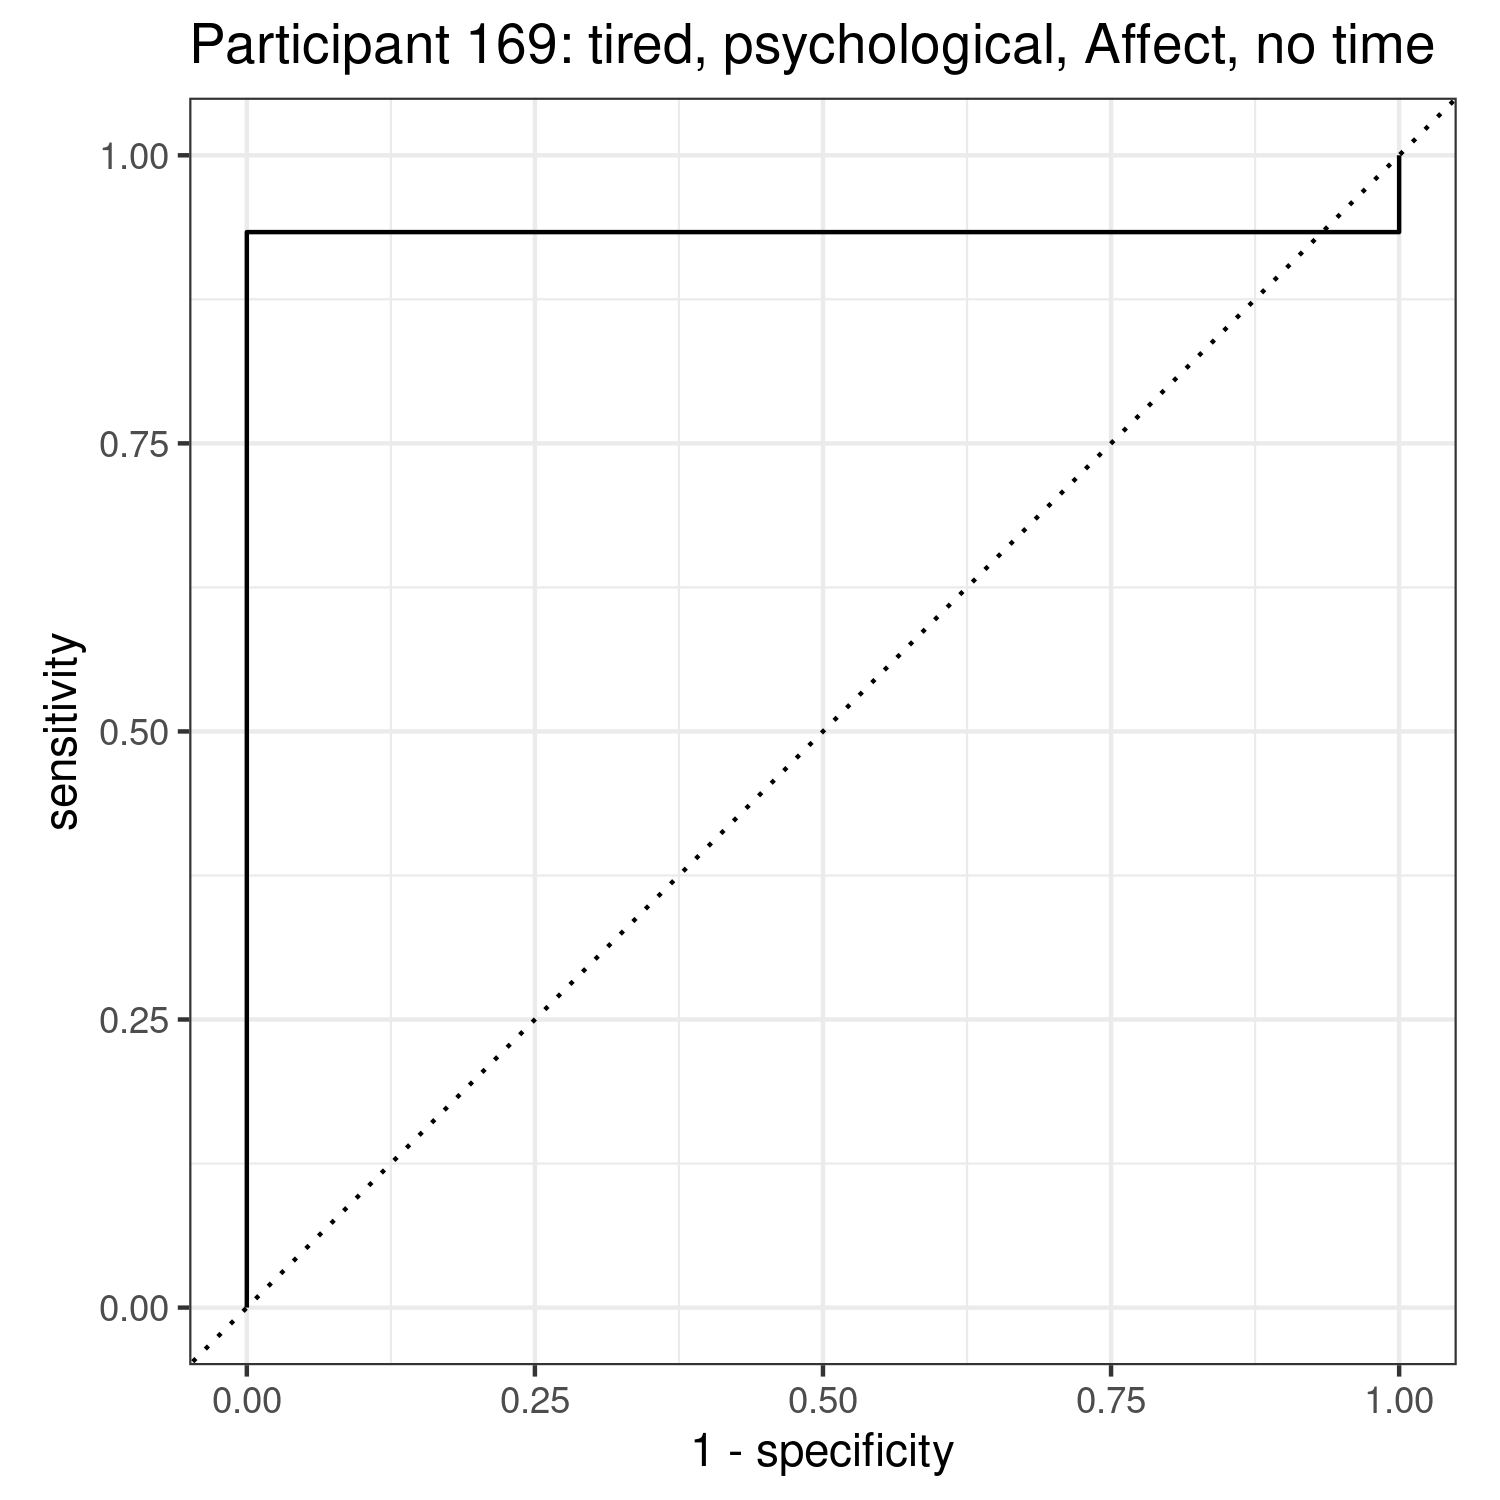 Participant 169: tired, psychological, Affect, no time
1.00
0.75
0.50
0.25
0.00
sensitivity
0.00 0.25 0.50 0.75 1.00
1 - specificity